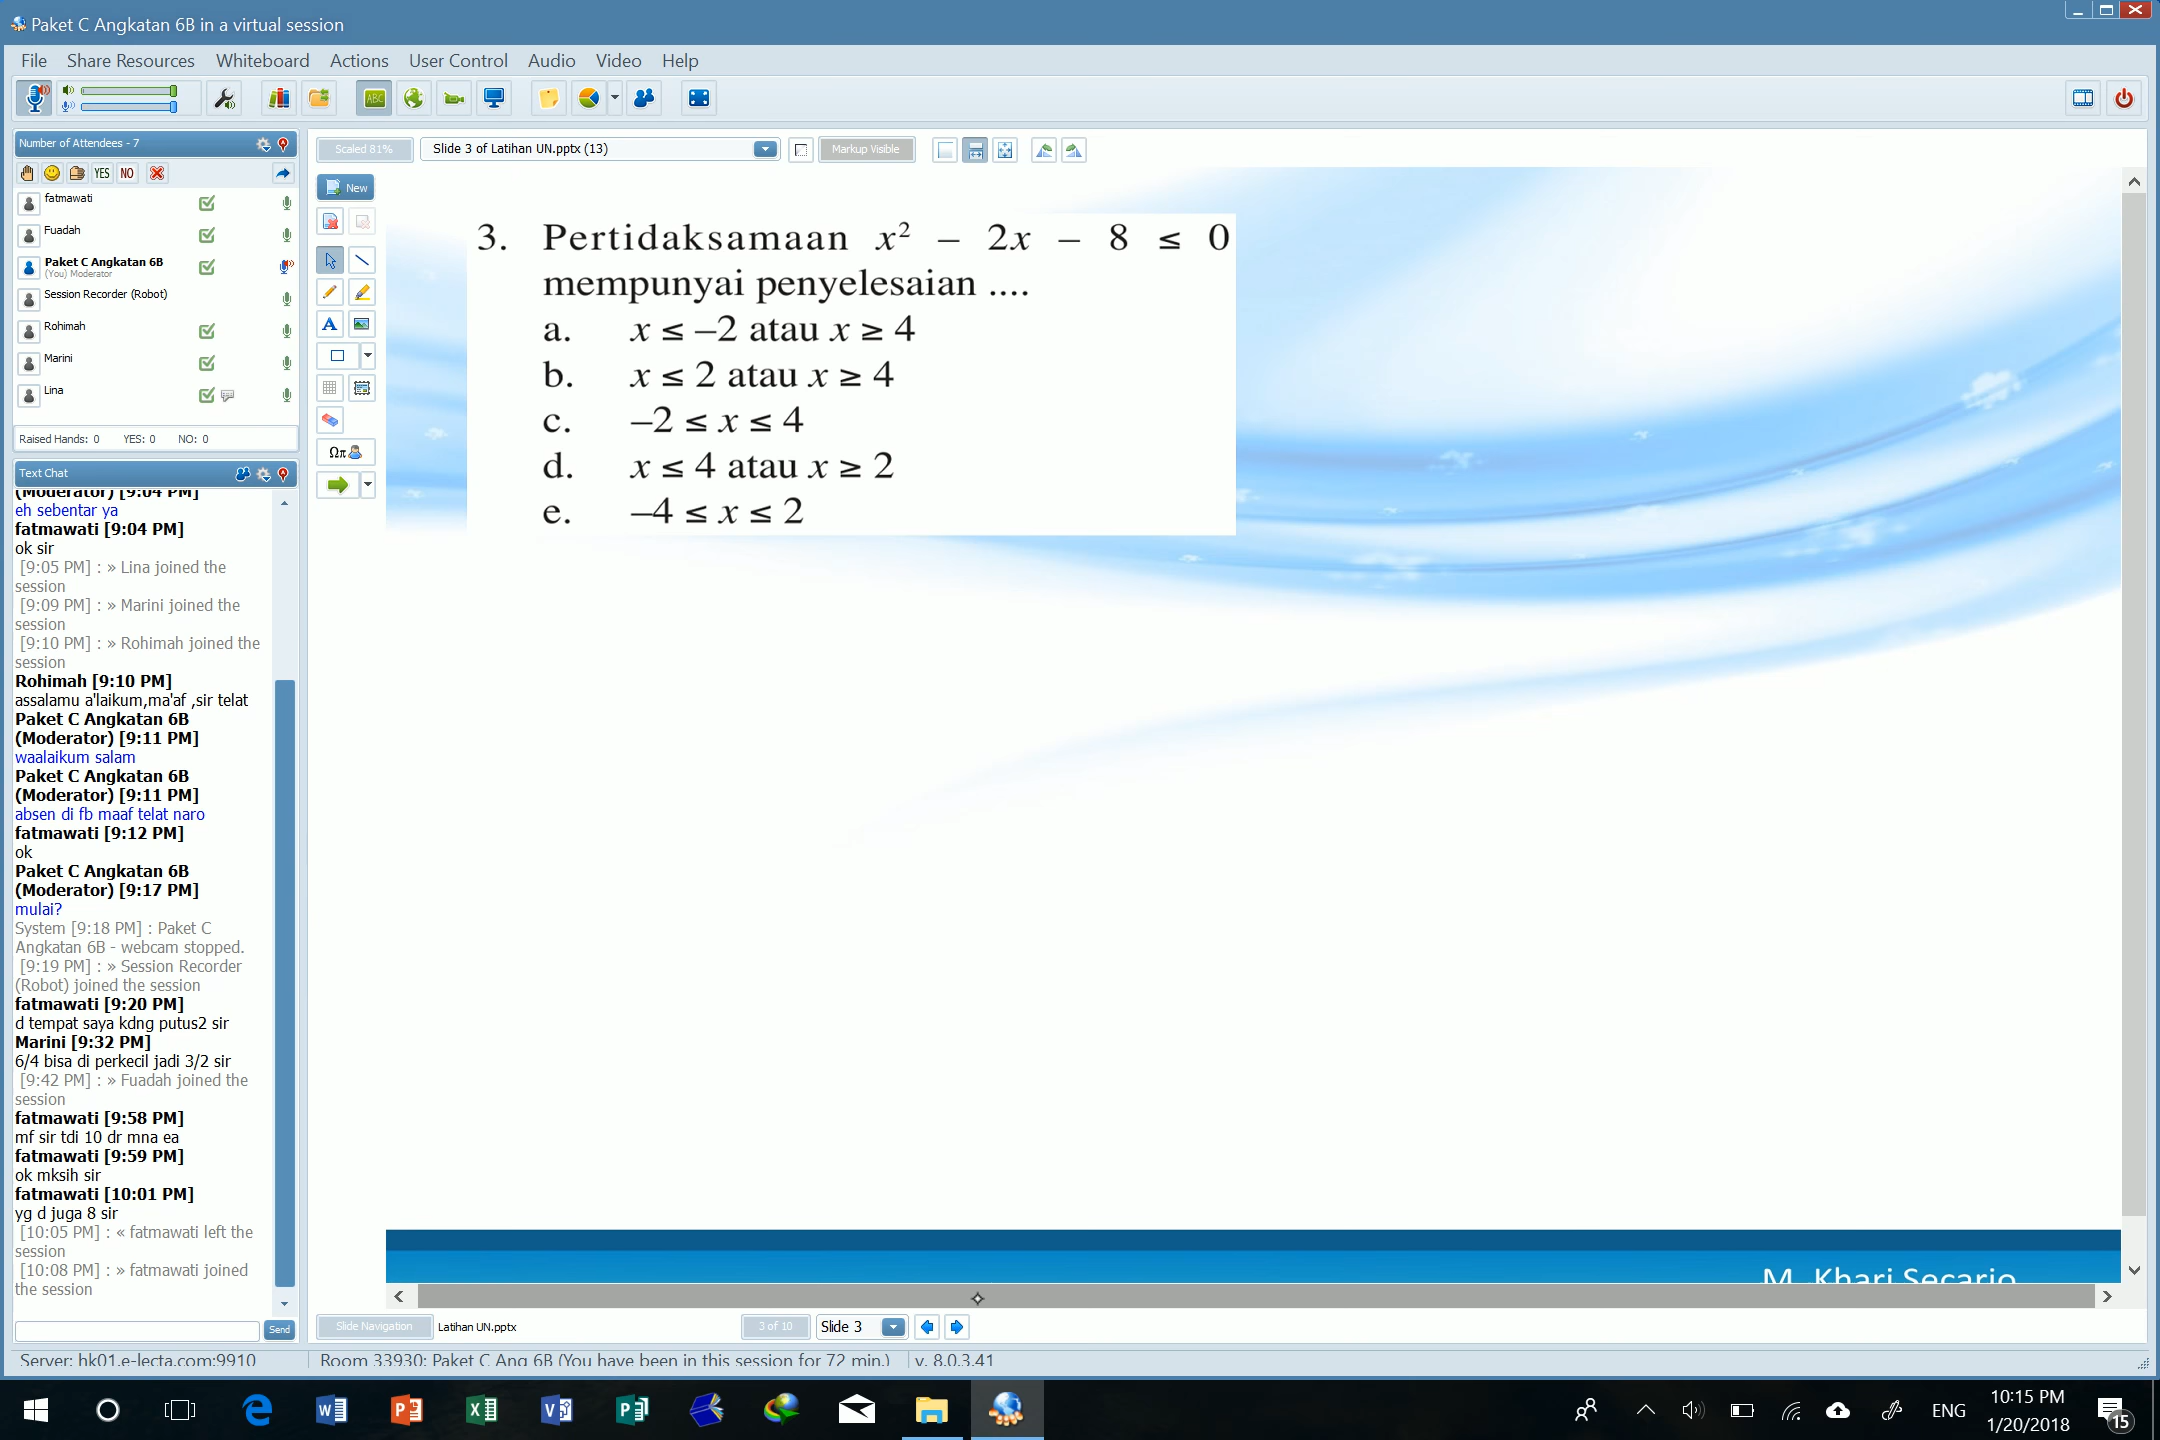 Paket C Angkatan 6B in a virtual session
File Share Resources Whiteboard Actions User Control Audio Video Help
ABC
Number of Attendees - 7
YES NO
fatmawati
Fuadah
Paket C Angkatan 6B
(You) Moderator
Session Recorder (Robot)
Rohimah
Marini
Lina
Raised Hands: 0 YES: 0 NO: 0
Text Chat
(Moderator) [9:04 PM]
eh sebentar ya
fatmawati [9:04 PM]
ok sir
[9:05 PM] : » Lina joined the
session
[9:09 PM] : » Marini joined the
session
[9:10 PM] : » Rohimah joined the
session
Rohimah [9:10 PM]
assalamu a'laikum,ma'af ,sir telat
Paket C Angkatan 6B
(Moderator) [9:11 PM]
waalaikum salam
Paket C Angkatan 6B
(Moderator) [9:11 PM]
absen di fb maaf telat naro
fatmawati [9:12 PM]
ok
Paket C Angkatan 6B
(Moderator) [9:17 PM]
mulai?
System [9:18 PM] : Paket C
Angkatan 6B - webcam stopped.
[9:19 PM] : » Session Recorder
(Robot) joined the session
fatmawati [9:20 PM]
d tempat saya kdng putus2 sir
Marini [9:32 PM]
6/4 bisa di perkecil jadi 3/2 sir
[9:42 PM] : » Fuadah joined the
session
fatmawati [9:58 PM]
mf sir tdi 10 dr mna ea
fatmawati [9:59 PM]
ok mksih sir
fatmawati [10:01 PM]
yg d juga 8 sir
[10:05 PM] : « fatmawati left the
session
[10:08 PM] : » fatmawati joined
the session
Send
Scaled 81% Slide 3 of Latihan UN.pptx (13) Markup Visible
New
A
Ωπ
3. Pertidaksamaan x² – 2x – 8 ≤ 0
mempunyai penyelesaian ....
a. x ≤ –2 atau x ≥ 4
b. x ≤ 2 atau x ≥ 4
c. –2 ≤ x ≤ 4
d. x ≤ 4 atau x ≥ 2
e. –4 ≤ x ≤ 2
M. Khari Secario
Slide Navigation Latihan UN.pptx 3 of 10 Slide 3
Server: hk01.e-lecta.com:9910 Room 33930: Paket C Ang 6B (You have been in this session for 72 min.) v. 8.0.3.41
ENG
10:15 PM
1/20/2018
15